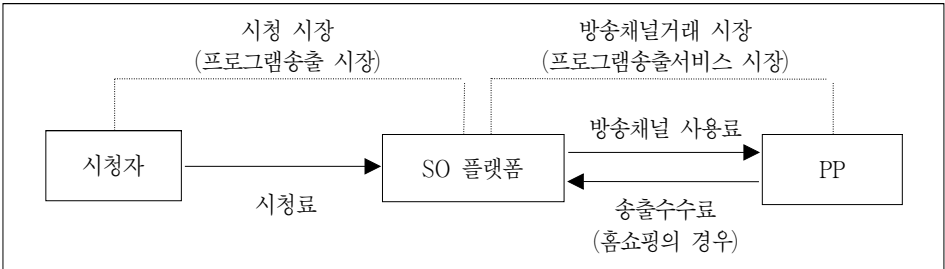 시청 시장
(프로그램송출 시장)
방송채널거래 시장
(프로그램송출서비스 시장)
시청자
시청료
SO 플랫폼
방송채널 사용료
송출수수료
(홈쇼핑의 경우)
PP